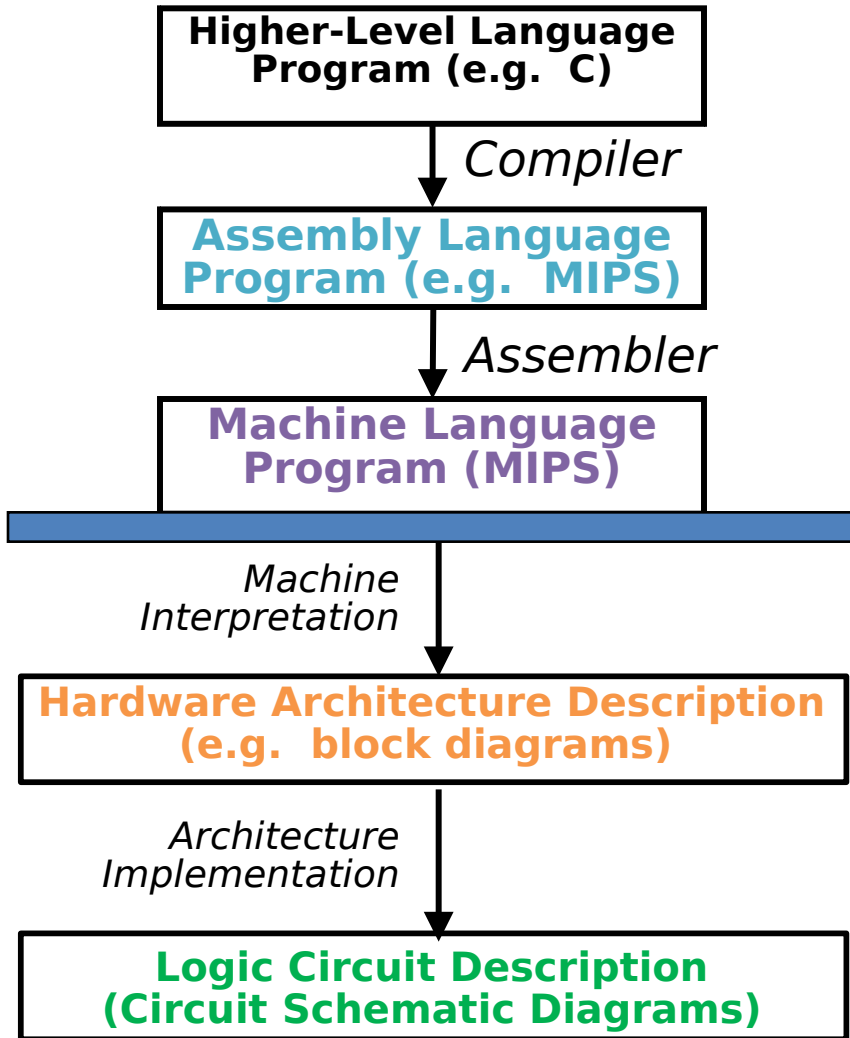 Higher-Level Language
Program (e.g. C)
Compiler
Assembly Language
Program (e.g. MIPS)
Assembler
Machine Language
Program (MIPS)
Machine
Interpretation
Hardware Architecture Description
(e.g. block diagrams)
Architecture
Implementation
Logic Circuit Description
(Circuit Schematic Diagrams)